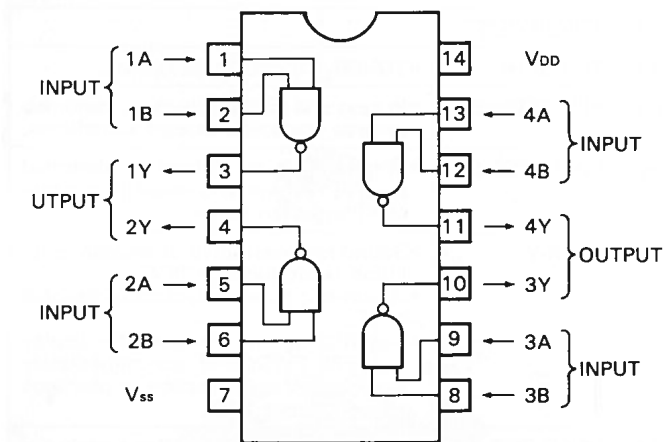 1A 1 14 VDD
INPUT
1B 2 13 4A
INPUT
12 4B
1Y 3
UTPUT
2Y 4 11 4Y
OUTPUT
2A 5 10 3Y
INPUT
2B 6 9 3A
INPUT
Vss 7 8 3B